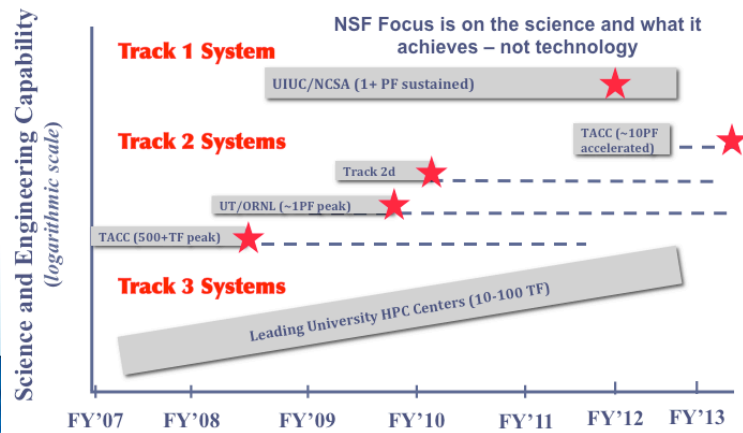 NSF Focus is on the science and what it
achieves – not technology
Track 1 System
UIUC/NCSA (1+ PF sustained)
Track 2 Systems
TACC (~10PF
accelerated)
Track 2d
UT/ORNL (~1PF peak)
TACC (500+TF peak)
Track 3 Systems
Leading University HPC Centers (10-100 TF)
Science and Engineering Capability
(logarithmic scale)
FY'07 FY'08 FY'09 FY'10 FY'11 FY'12 FY'13